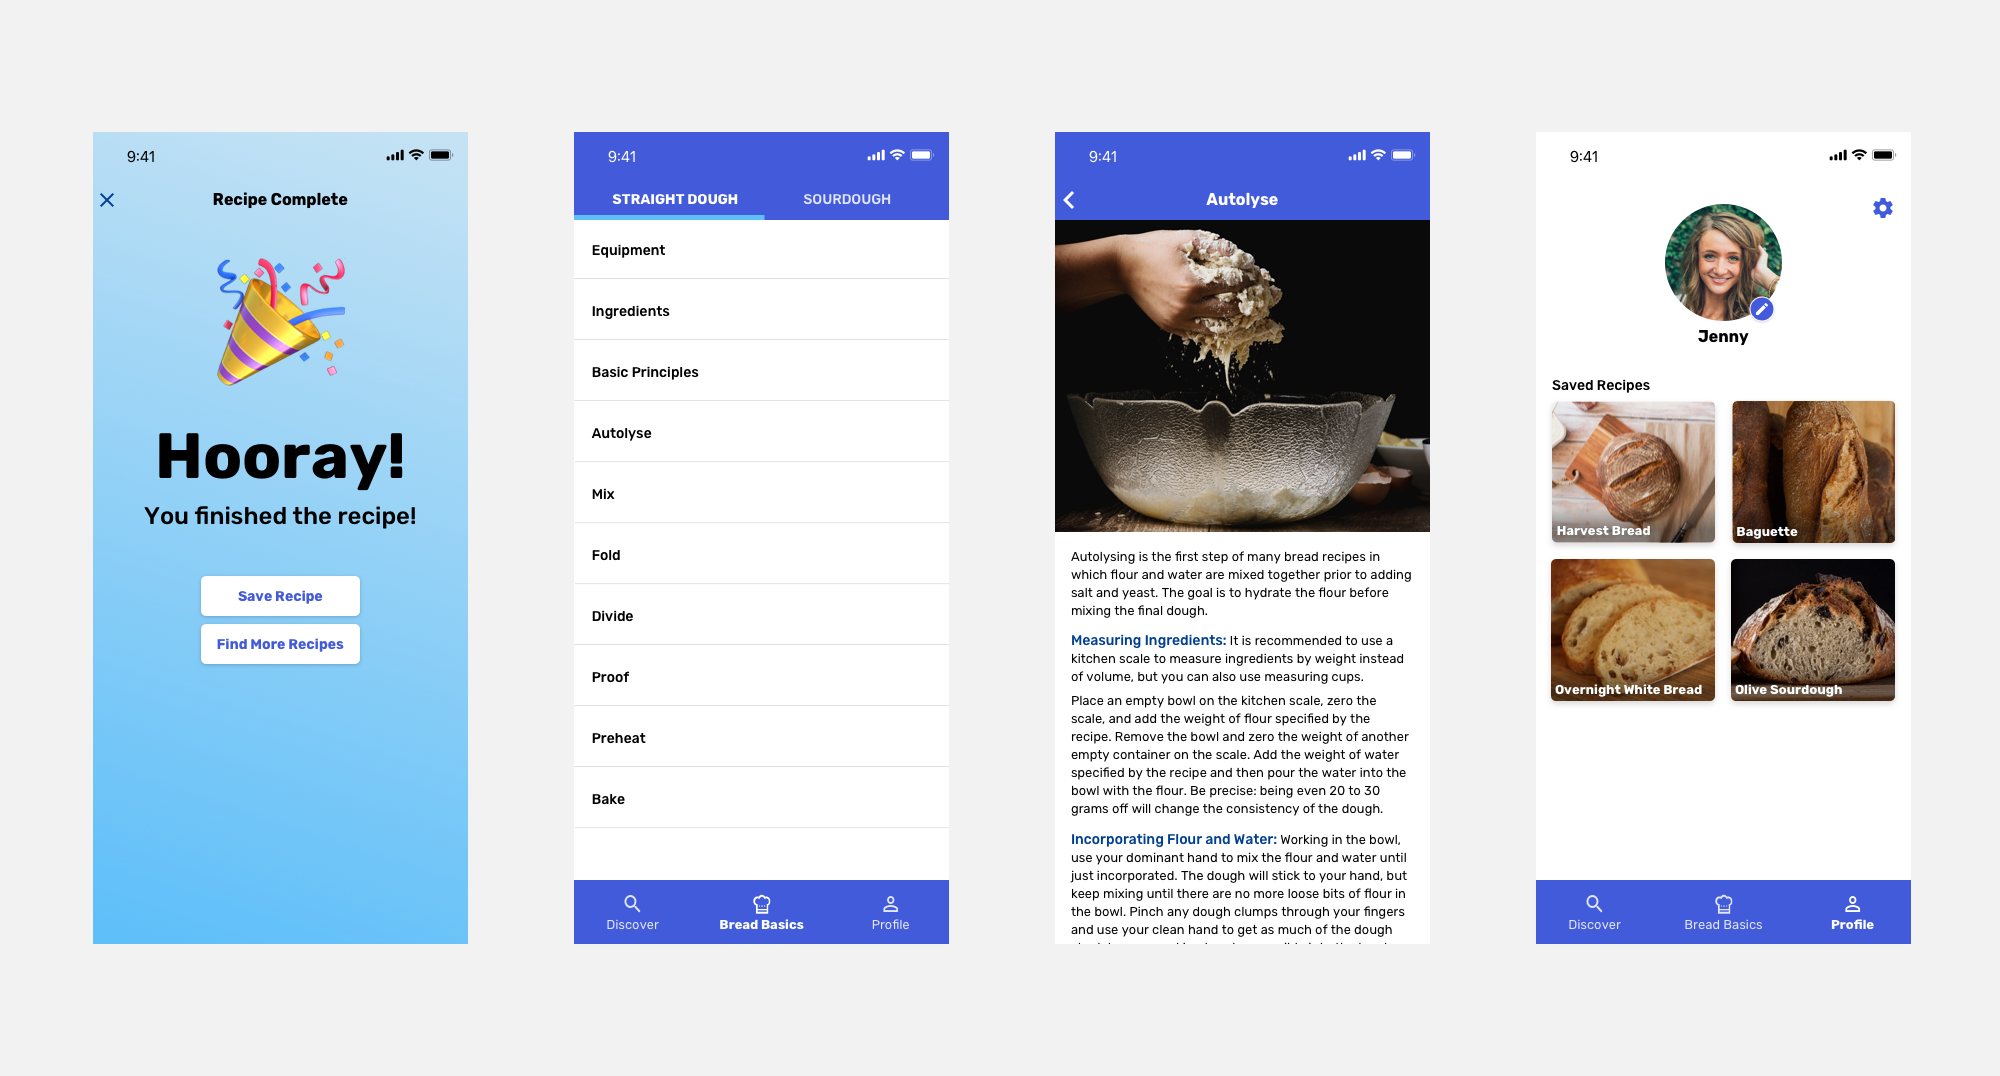 9:41
Recipe Complete
Hooray!
You finished the recipe!
Save Recipe
Find More Recipes
9:41
STRAIGHT DOUGH
SOURDOUGH
Equipment
Ingredients
Basic Principles
Autolyse
Mix
Fold
Divide
Proof
Preheat
Bake
Discover
Bread Basics
Profile
9:41
Autolyse
Autolysing is the first step of many bread recipes in
which flour and water are mixed together prior to adding
salt and yeast. The goal is to hydrate the flour before
mixing the final dough.
Measuring Ingredients: It is recommended to use a
kitchen scale to measure ingredients by weight instead
of volume, but you can also use measuring cups.
Place an empty bowl on the kitchen scale, zero the
scale, and add the weight of flour specified by the
recipe. Remove the bowl and zero the weight of another
empty container on the scale. Add the weight of water
specified by the recipe and then pour the water into the
bowl with the flour. Be precise: being even 20 to 30
grams off will change the consistency of the dough.
Incorporating Flour and Water: Working in the bowl,
use your dominant hand to mix the flour and water until
just incorporated. The dough will stick to your hand, but
keep mixing until there are no more loose bits of flour in
the bowl. Pinch any dough clumps through your fingers
and use your clean hand to get as much of the dough
9:41
Jenny
Saved Recipes
Harvest Bread
Baguette
Overnight White Bread
Olive Sourdough
Discover
Bread Basics
Profile